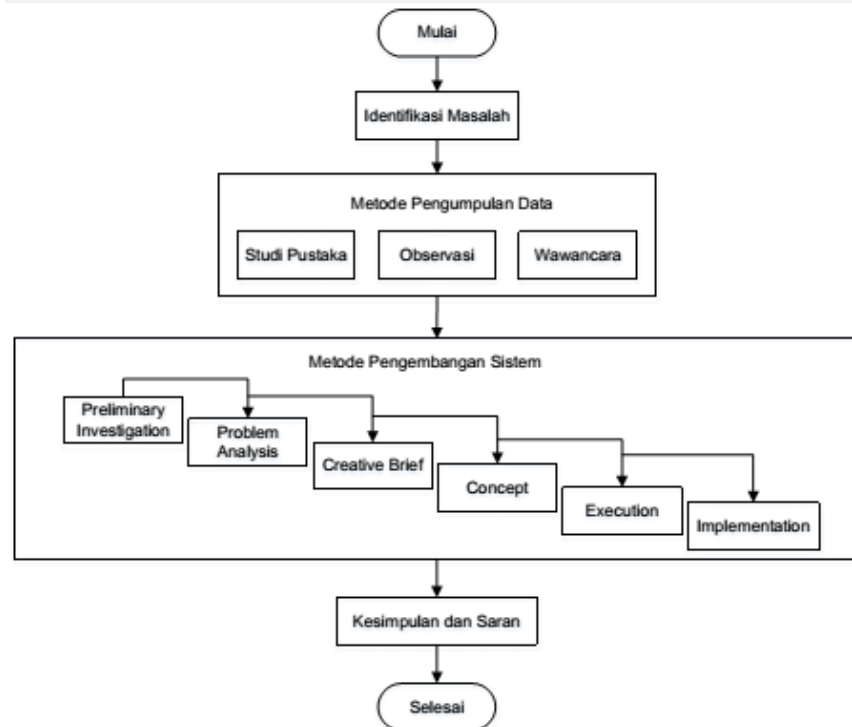 Mulai
Identifikasi Masalah
Metode Pengumpulan Data
Studi Pustaka
Observasi
Wawancara
Metode Pengembangan Sistem
Preliminary
Investigation
Problem
Analysis
Creative Brief
Concept
Execution
Implementation
Kesimpulan dan Saran
Selesai